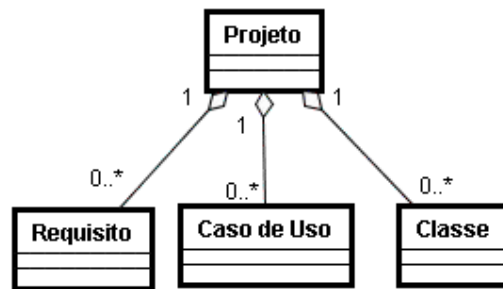 Projeto
1
1
1
0..*
0..*
0..*
Requisito
Caso de Uso
Classe